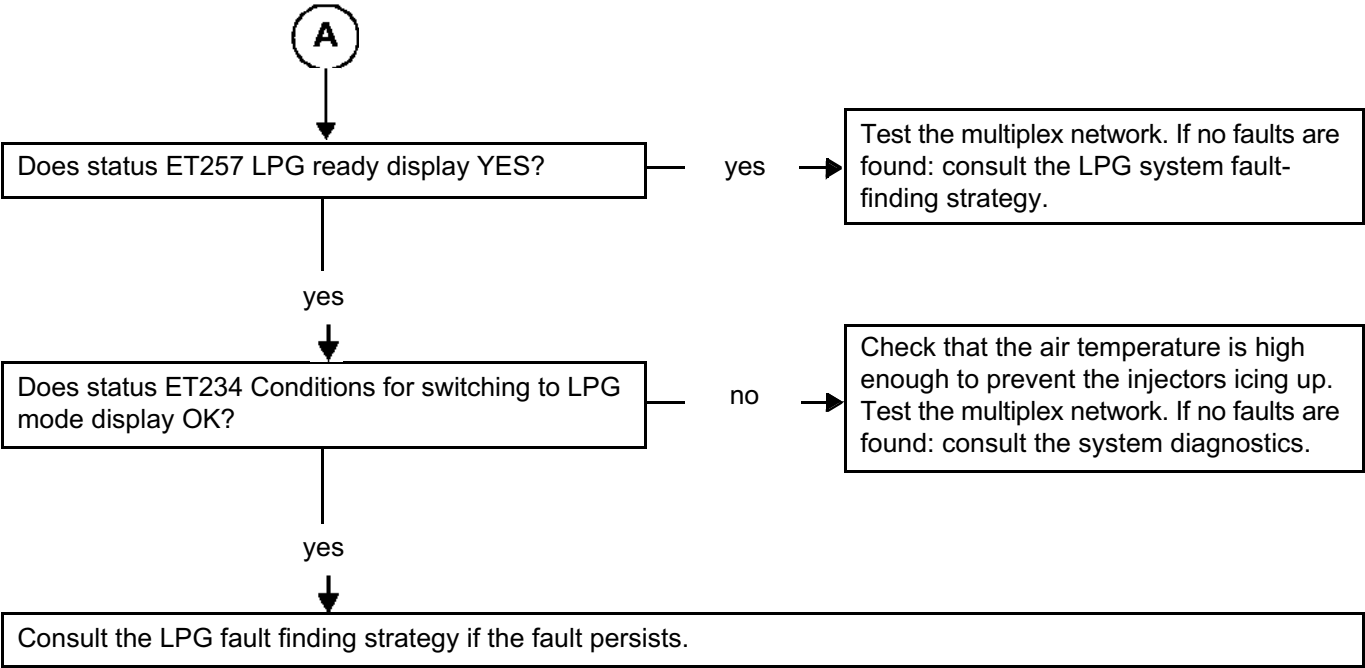 A
Does status ET257 LPG ready display YES?
yes
Test the multiplex network. If no faults are
found: consult the LPG system fault-
finding strategy.
yes
Does status ET234 Conditions for switching to LPG
mode display OK?
no
Check that the air temperature is high
enough to prevent the injectors icing up.
Test the multiplex network. If no faults are
found: consult the system diagnostics.
yes
Consult the LPG fault finding strategy if the fault persists.